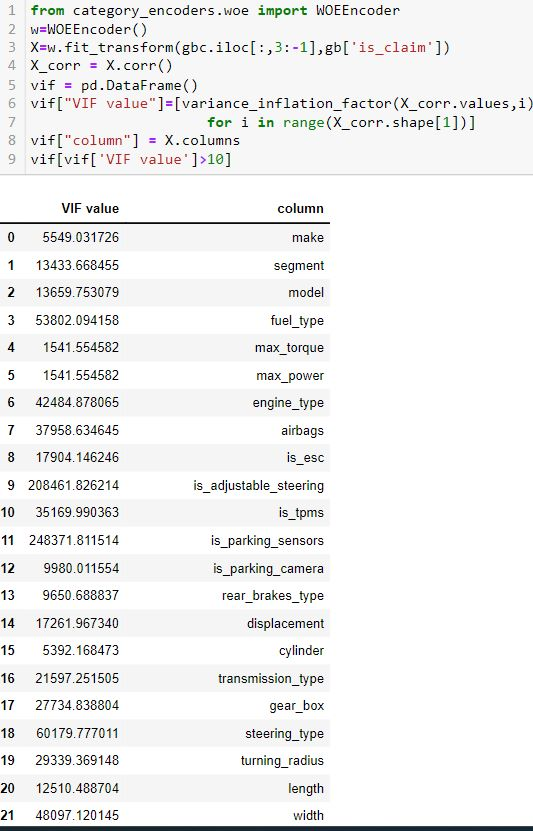 1 from category_encoders.woe import WOEEncoder
2 w=WOEEncoder()
3 X=w.fit_transform(gbc.iloc[:,3:-1],gb['is_claim'])
4 X_corr = X.corr()
5 vif = pd.DataFrame()
6 vif["VIF value"]=[variance_inflation_factor(X_corr.values,i)
7 for i in range(X_corr.shape[1])]
8 vif["column"] = X.columns
9 vif[vif['VIF value']>10]
VIF value column
0 5549.031726 make
1 13433.668455 segment
2 13659.753079 model
3 53802.094158 fuel_type
4 1541.554582 max_torque
5 1541.554582 max_power
6 42484.878065 engine_type
7 37958.634645 airbags
8 17904.146246 is_esc
9 208461.826214 is_adjustable_steering
10 35169.990363 is_tpms
11 248371.811514 is_parking_sensors
12 9980.011554 is_parking_camera
13 9650.688837 rear_brakes_type
14 17261.967340 displacement
15 5392.168473 cylinder
16 21597.251505 transmission_type
17 27734.838804 gear_box
18 60179.777011 steering_type
19 29339.369148 turning_radius
20 12510.488704 length
21 48097.120145 width